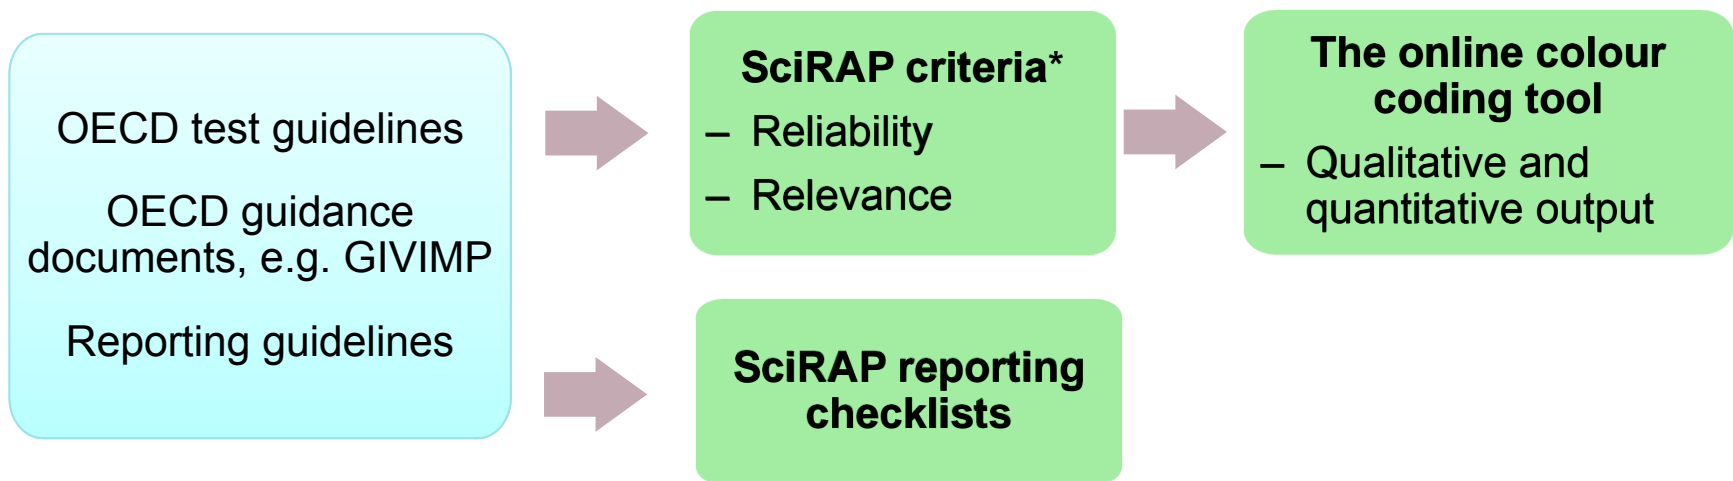 OECD test guidelines
OECD guidance
documents, e.g. GIVIMP
Reporting guidelines
SciRAP criteria*
– Reliability
– Relevance
The online colour
coding tool
– Qualitative and
quantitative output
SciRAP reporting
checklists